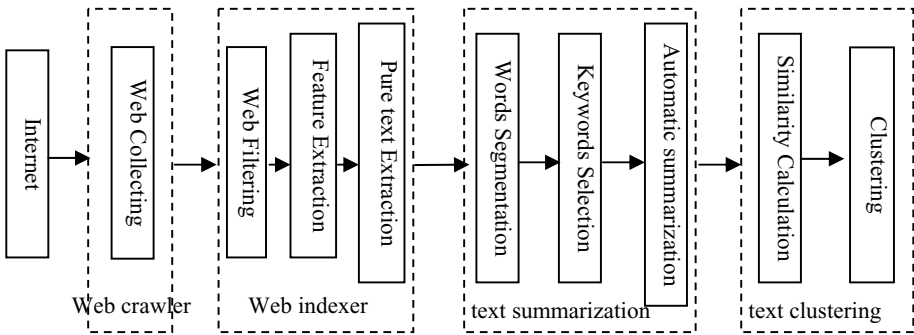 Internet
Web Collecting
Web crawler
Web Filtering
Feature Extraction
Pure text Extraction
Web indexer
Words Segmentation
Keywords Selection
Automatic summarization
text summarization
Similarity Calculation
Clustering
text clustering